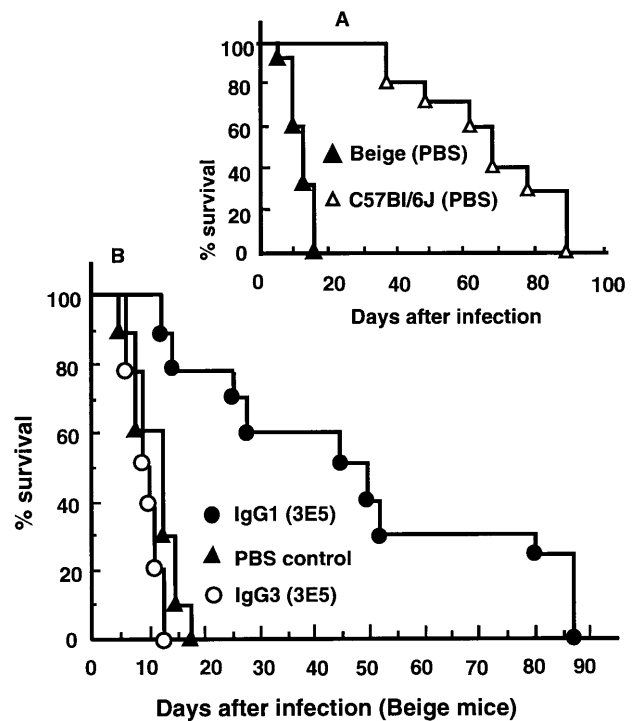 A
% survival
100
80
60
40
20
0
Beige (PBS)
C57Bl/6J (PBS)
0 20 40 60 80 100
Days after infection
B
% survival
100
80
60
40
20
0
IgG1 (3E5)
PBS control
IgG3 (3E5)
0 10 20 30 40 50 60 70 80 90
Days after infection (Beige mice)